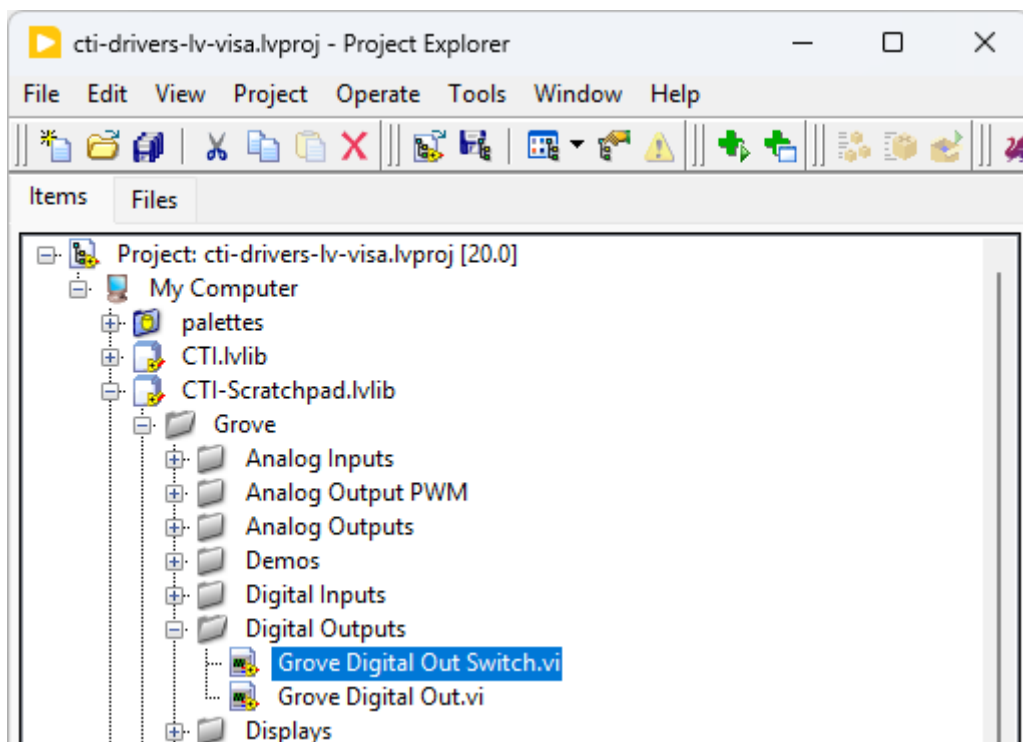 cti-drivers-lv-visa.lvproj - Project Explorer
File Edit View Project Operate Tools Window Help
Items Files
Project: cti-drivers-lv-visa.lvproj [20.0]
My Computer
palettes
CTI.lvlib
CTI-Scratchpad.lvlib
Grove
Analog Inputs
Analog Output PWM
Analog Outputs
Demos
Digital Inputs
Digital Outputs
Grove Digital Out Switch.vi
Grove Digital Out.vi
Displays